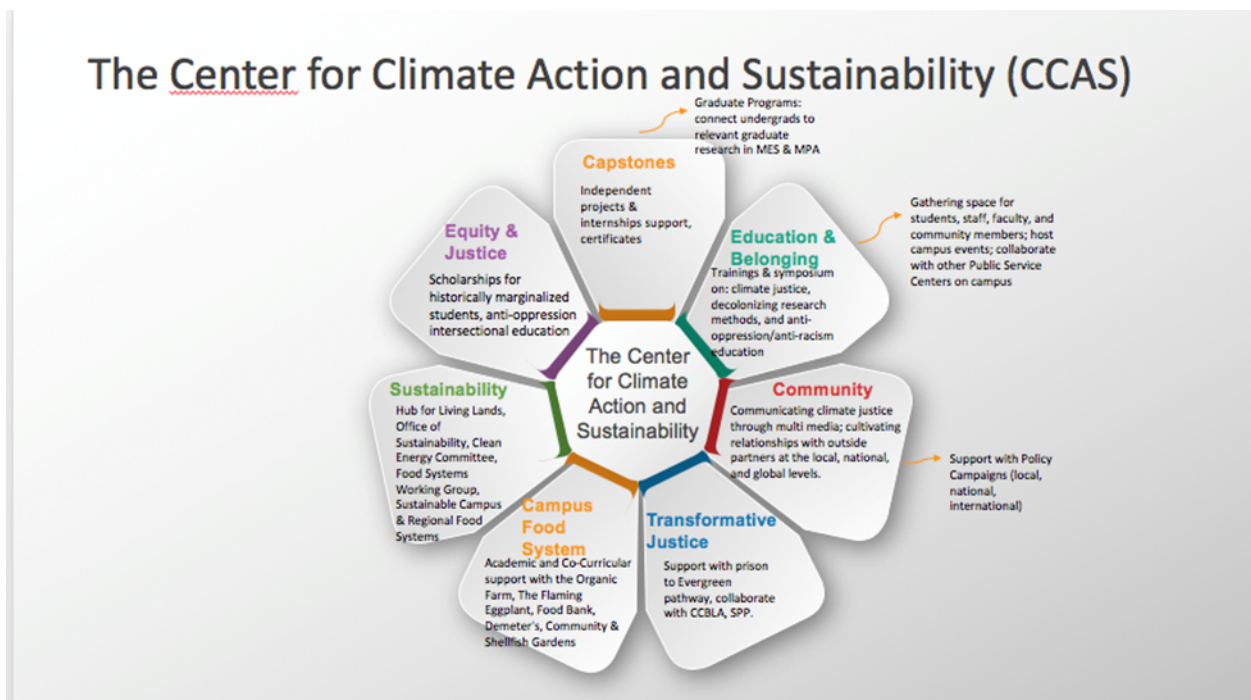 The Center for Climate Action and Sustainability (CCAS)
Graduate Programs:
connect undergrads to
relevant graduate
research in MES & MPA
Capstones
Independent
projects &
internships support,
certificates
Education &
Belonging
Trainings & symposium
on: climate justice,
decolonizing research
methods, and anti-
oppression/anti-racism
education
Gathering space for
students, staff, faculty, and
community members; host
campus events; collaborate
with other Public Service
Centers on campus
Community
Communicating climate justice
through multi media; cultivating
relationships with outside
partners at the local, national,
and global levels.
Support with Policy
Campaigns (local,
national,
international)
Transformative
Justice
Support with prison
to Evergreen
pathway, collaborate
with CCBLA, SPP.
Campus
Food
System
Academic and Co-Curricular
support with the Organic
Farm, The Flaming
Eggplant, Food Bank,
Demeter's, Community &
Shellfish Gardens
Sustainability
Hub for Living Lands,
Office of
Sustainability, Clean
Energy Committee,
Food Systems
Working Group,
Sustainable Campus
& Regional Food
Systems
Equity &
Justice
Scholarships for
historically marginalized
students, anti-oppression
intersectional education
The Center
for Climate
Action and
Sustainability